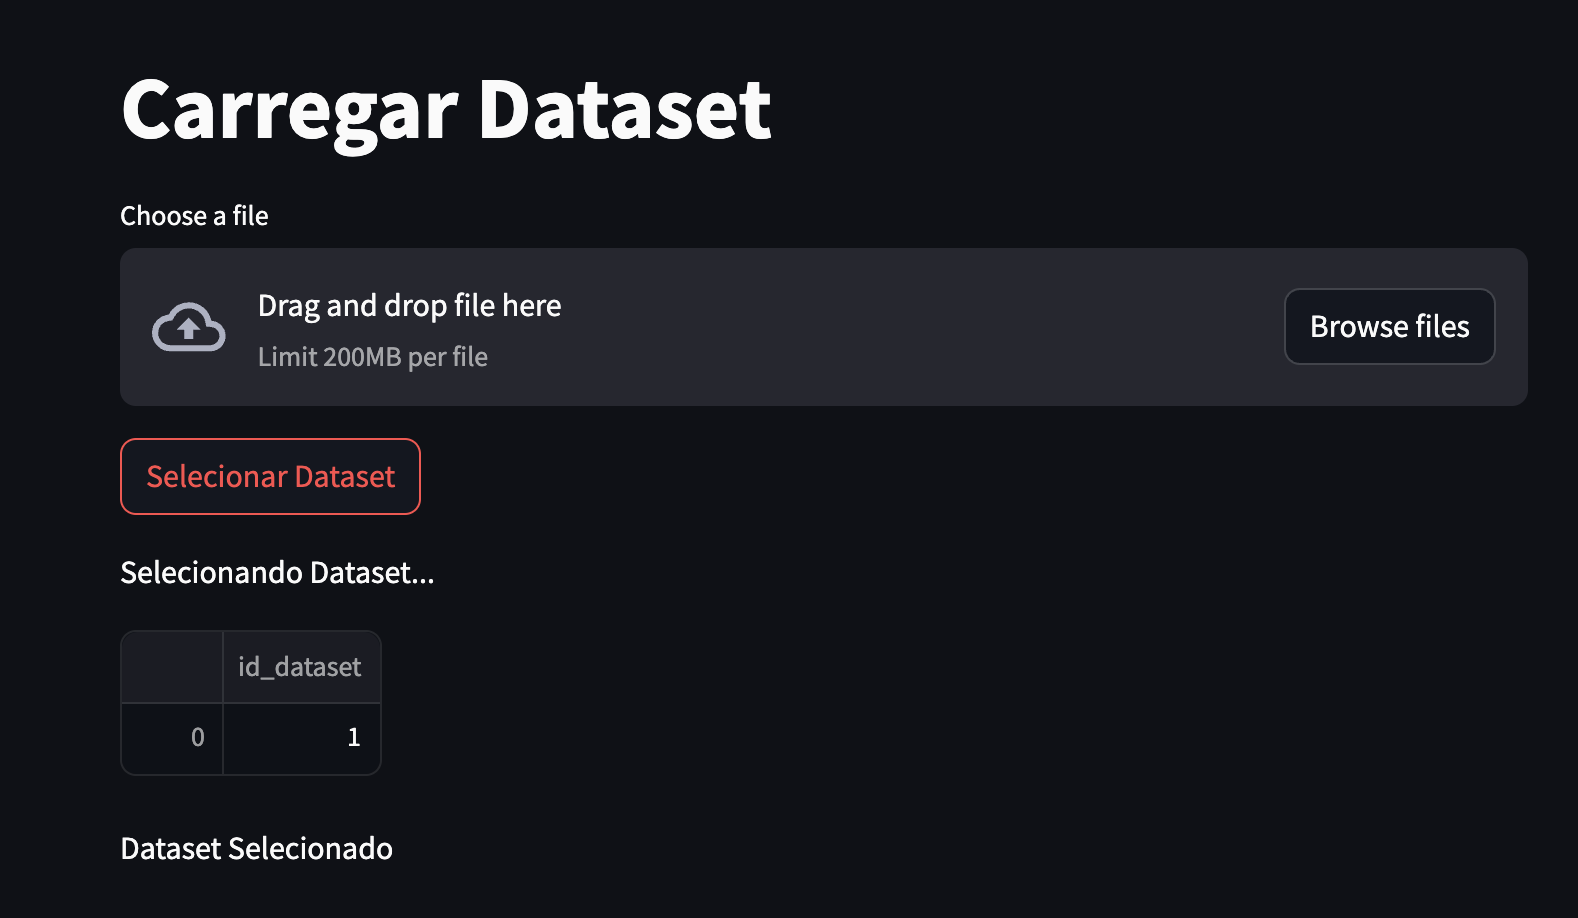 Carregar Dataset
Choose a file
Drag and drop file here
Limit 200MB per file
Browse files
Selecionar Dataset
Selecionando Dataset...
id_dataset
0 1
Dataset Selecionado